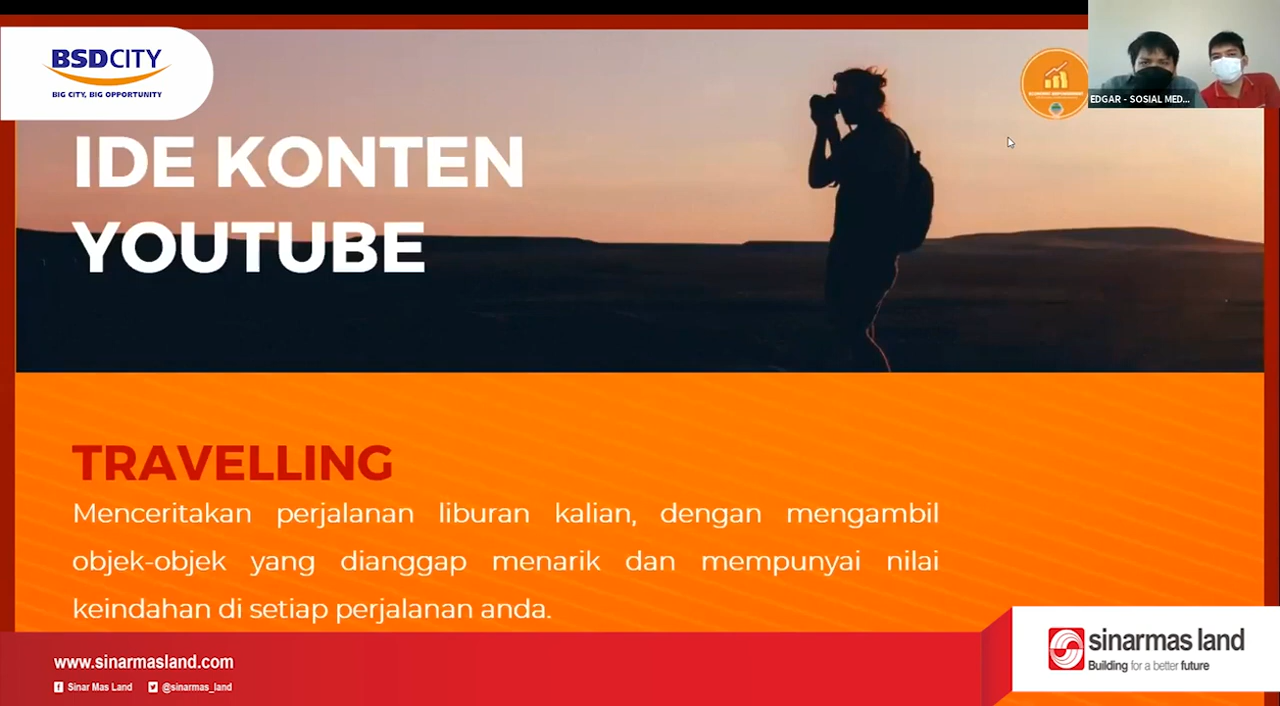 BSDCITY
BIG CITY, BIG OPPORTUNITY
EDGAR - SOSIAL MED...
IDE KONTEN
YOUTUBE
TRAVELLING
Menceritakan perjalanan liburan kalian, dengan mengambil
objek-objek yang dianggap menarik dan mempunyai nilai
keindahan di setiap perjalanan anda.
www.sinarmasland.com
Sinar Mas Land @sinarmas_land
sinarmas land
Building for a better future